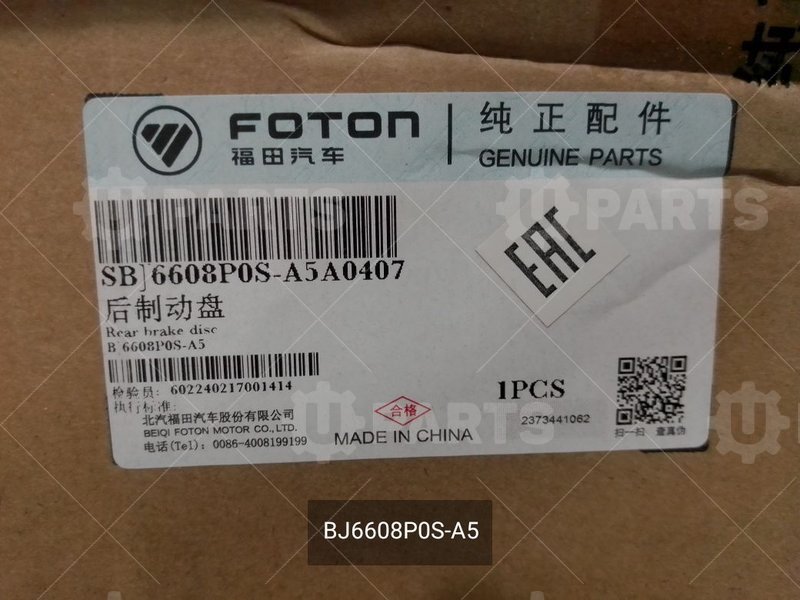 FOTON
福田汽车
纯正配件
GENUINE PARTS
U PARTS
U PARTS
EAC
SBJ6608P0S-A5A0407
后制动盘
Rear brake disc
BJ6608P0S-A5
检验员: 602240217001414
执行标准:
北汽福田汽车股份有限公司
BEIQI FOTON MOTOR CO.,LTD.
电话(Tel): 0086-4008199199
合格
MADE IN CHINA
1PCS
2373441062
扫一扫 查真伪
U PARTS
BJ6608P0S-A5